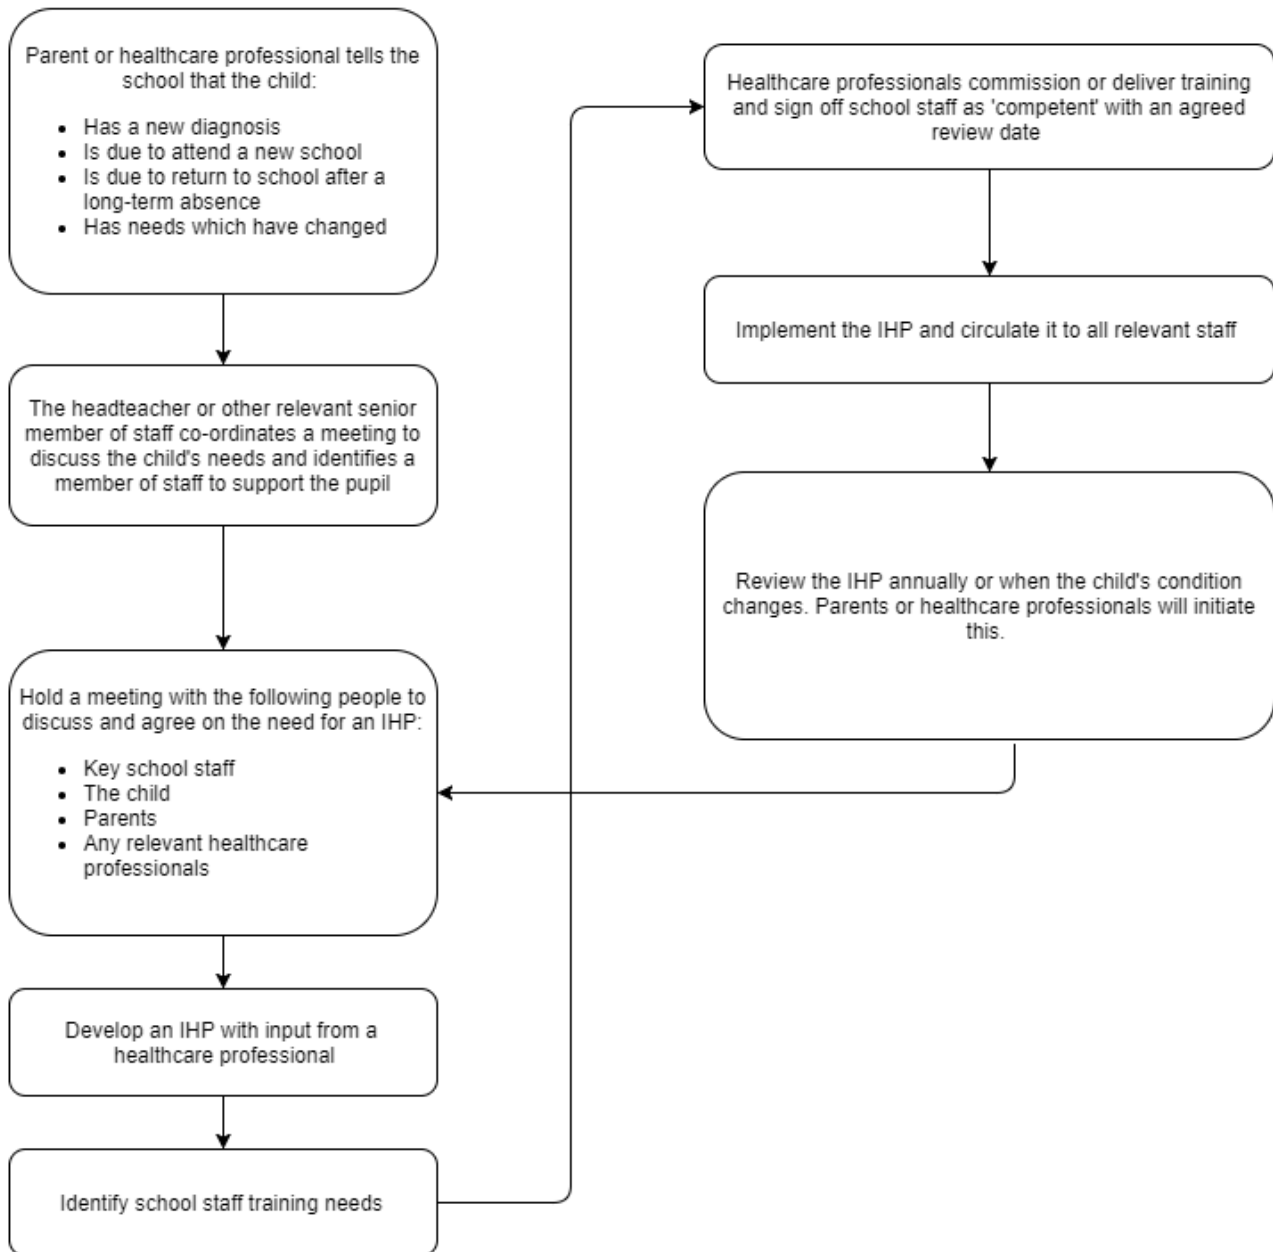 Parent or healthcare professional tells the
school that the child:
• Has a new diagnosis
• Is due to attend a new school
• Is due to return to school after a
long-term absence
• Has needs which have changed
The headteacher or other relevant senior
member of staff co-ordinates a meeting to
discuss the child's needs and identifies a
member of staff to support the pupil
Hold a meeting with the following people to
discuss and agree on the need for an IHP:
• Key school staff
• The child
• Parents
• Any relevant healthcare
professionals
Develop an IHP with input from a
healthcare professional
Identify school staff training needs
Healthcare professionals commission or deliver training
and sign off school staff as 'competent' with an agreed
review date
Implement the IHP and circulate it to all relevant staff
Review the IHP annually or when the child's condition
changes. Parents or healthcare professionals will initiate
this.